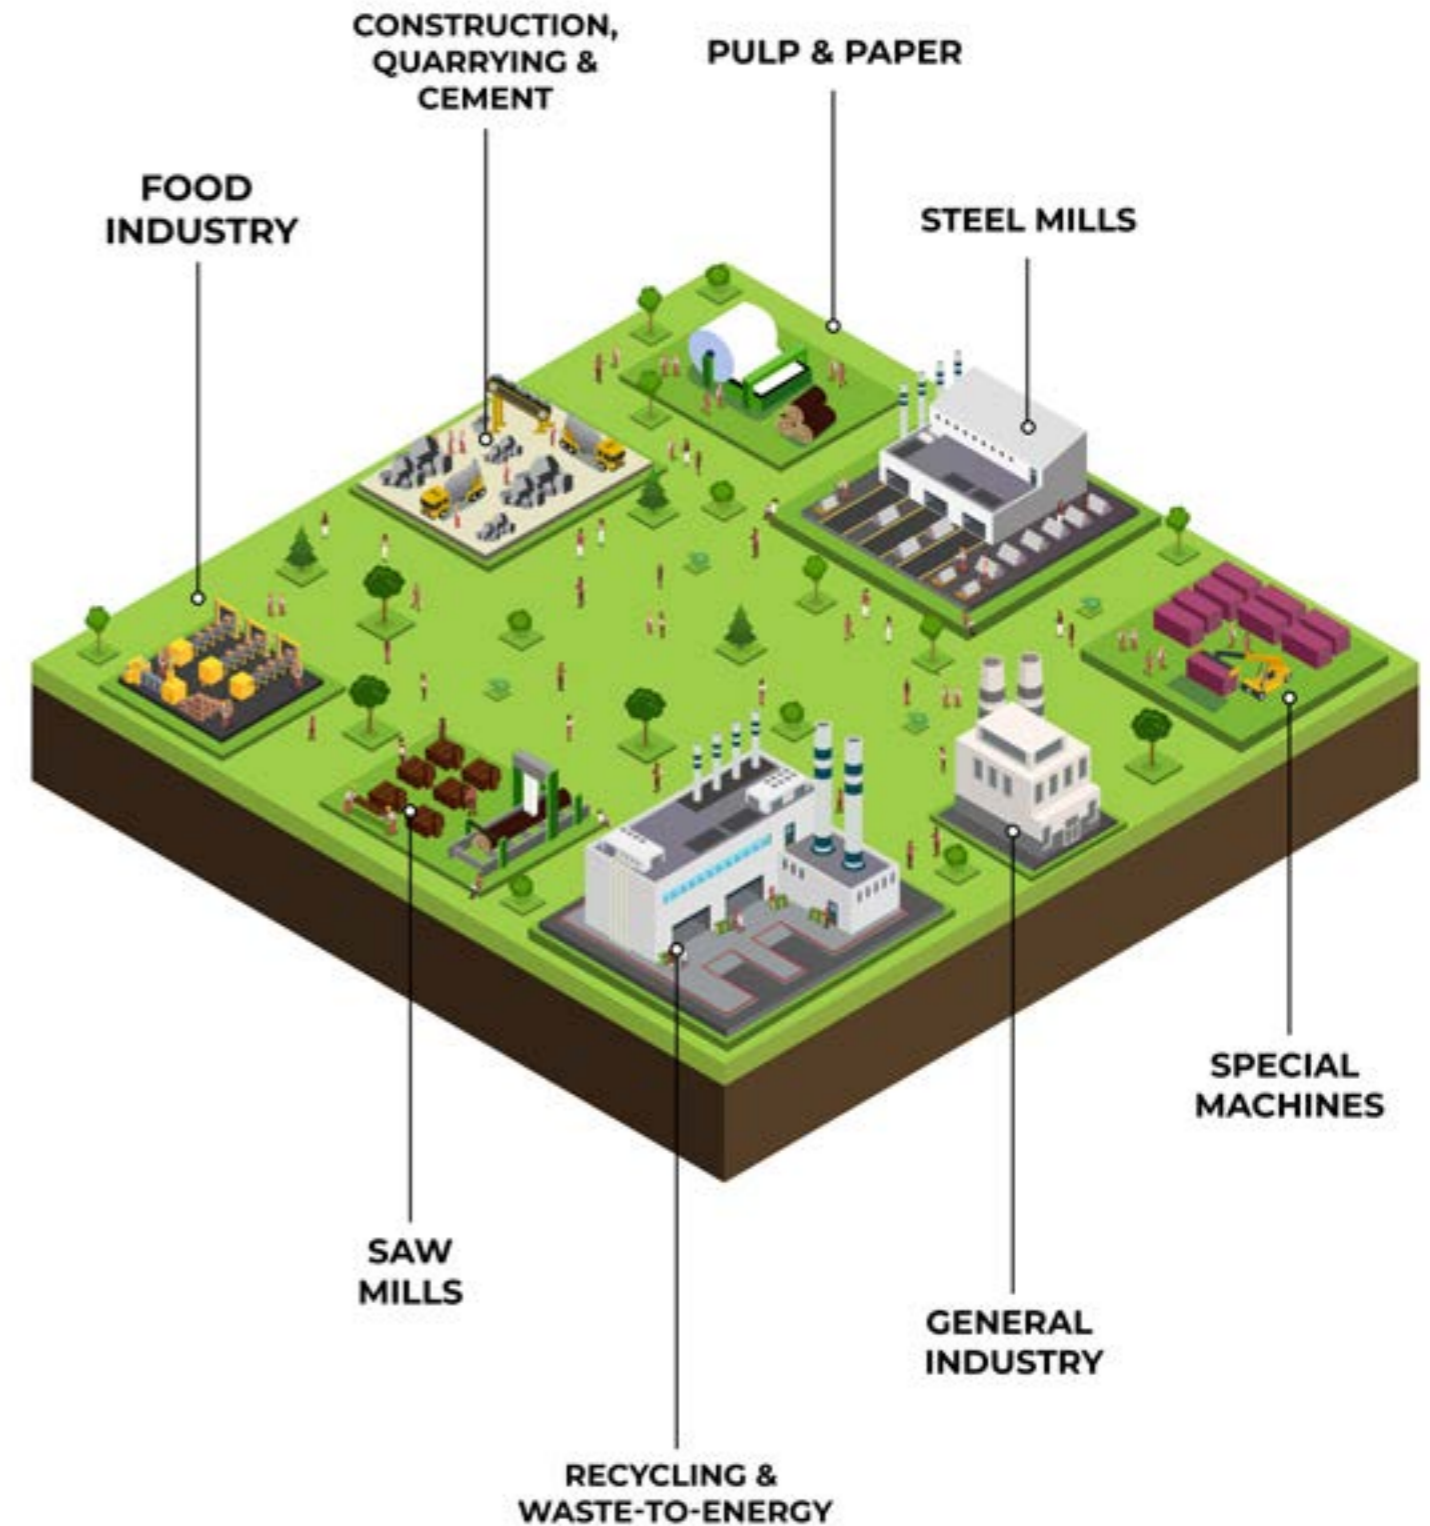 CONSTRUCTION,
QUARRYING &
CEMENT
PULP & PAPER
FOOD
INDUSTRY
STEEL MILLS
SPECIAL
MACHINES
SAW
MILLS
GENERAL
INDUSTRY
RECYCLING &
WASTE-TO-ENERGY